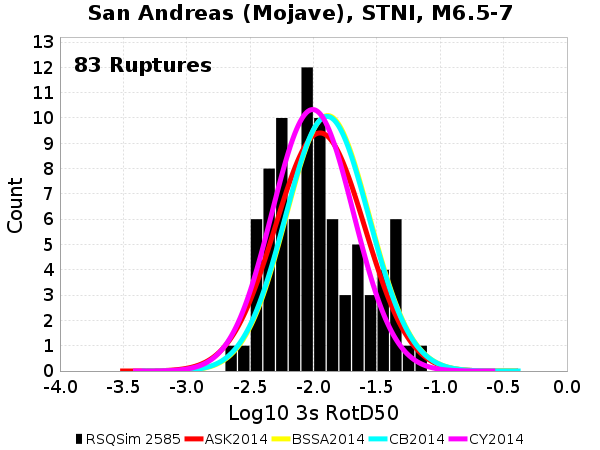 San Andreas (Mojave), STNI, M6.5-7
83 Ruptures
Count
13
12
11
10
9
8
7
6
5
4
3
2
1
0
-4.0 -3.5 -3.0 -2.5 -2.0 -1.5 -1.0 -0.5 0.0
Log10 3s RotD50
RSQSim 2585 ASK2014 BSSA2014 CB2014 CY2014